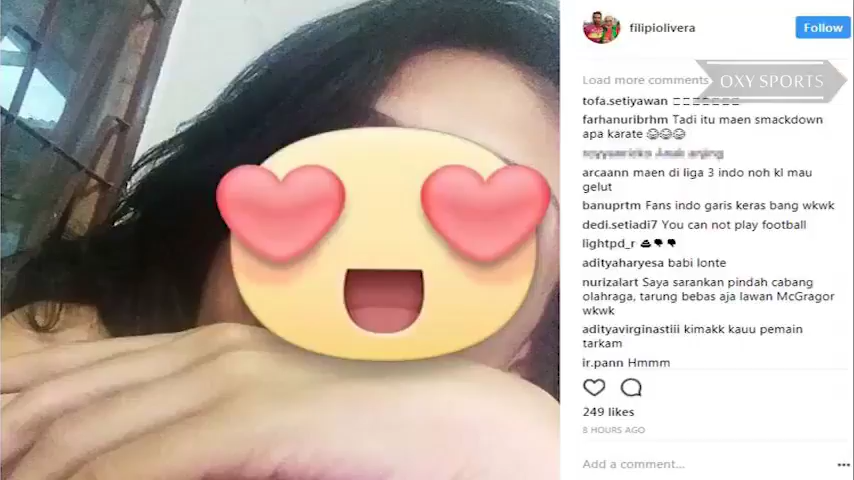 filipiolivera
Follow
Load more comments
OXY SPORTS
tofa.setiyawan
farhanuribrhm Tadi itu maen smackdown
apa karate 😂😂😂
arcaann maen di liga 3 indo noh kl mau
gelut
banuprtm Fans indo garis keras bang wkwk
dedi.setiadi7 You can not play football
lightpd_r 💩👎👎
adityaharyesa babi lonte
nurizalart Saya sarankan pindah cabang
olahraga, tarung bebas aja lawan McGragor
wkwk
adityavirginastiii kimakk kauu pemain
tarkam
ir.pann Hmmm
249 likes
8 HOURS AGO
Add a comment...